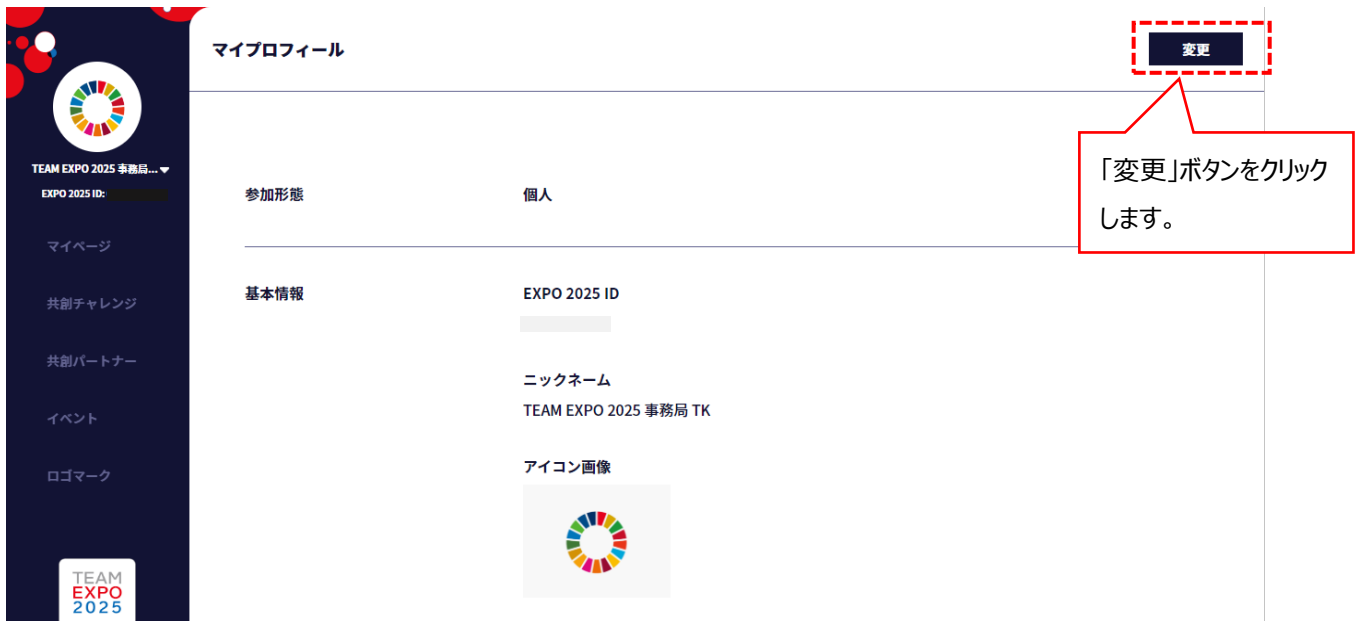 マイプロフィール
変更
「変更」ボタンをクリック
します。
TEAM EXPO 2025 事務局...
EXPO 2025 ID:
マイページ
共創チャレンジ
共創パートナー
イベント
ロゴマーク
TEAM
EXPO
2025
参加形態
個人
基本情報
EXPO 2025 ID
ニックネーム
TEAM EXPO 2025 事務局 TK
アイコン画像